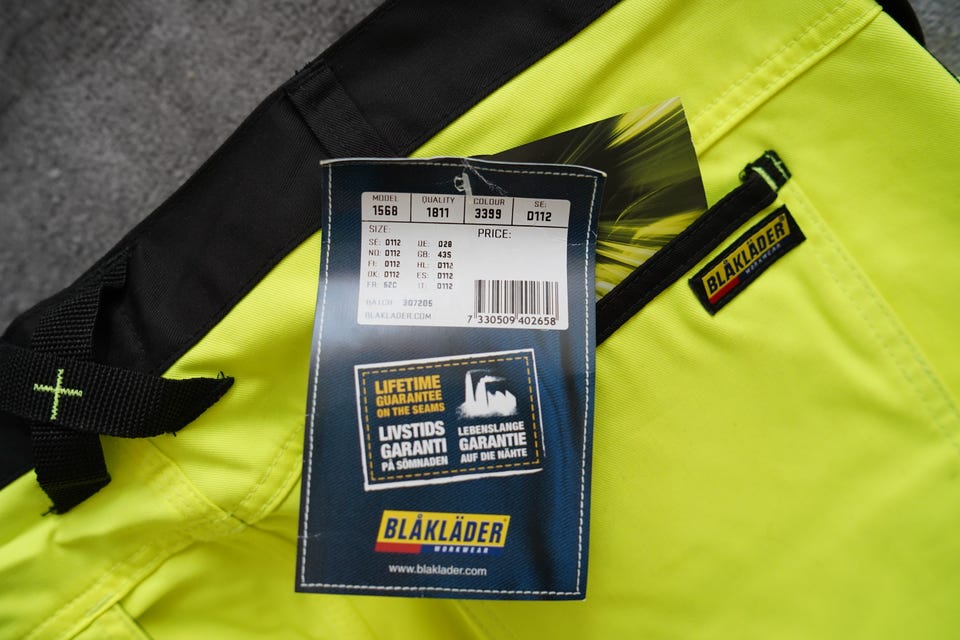 MODEL QUALITY COLOUR SE:
1568 1811 3399 D112
SIZE: PRICE:
SE: D112 DE: D28
NO: D112 GB: 43S
FI: D112 NL: D112
DK: D112 ES: D112
FR: 52C IT: D112
BATCH: 307205
BLAKLADER.COM
7 330509 402658
LIFETIME
GUARANTEE
ON THE SEAMS
LIVSTIDS
GARANTI
PÅ SÖMNADEN
LEBENSLANGE
GARANTIE
AUF DIE NÄHTE
BLÅKLÄDER
WORKWEAR
www.blaklader.com
BLÅKLÄDER
WORKWEAR